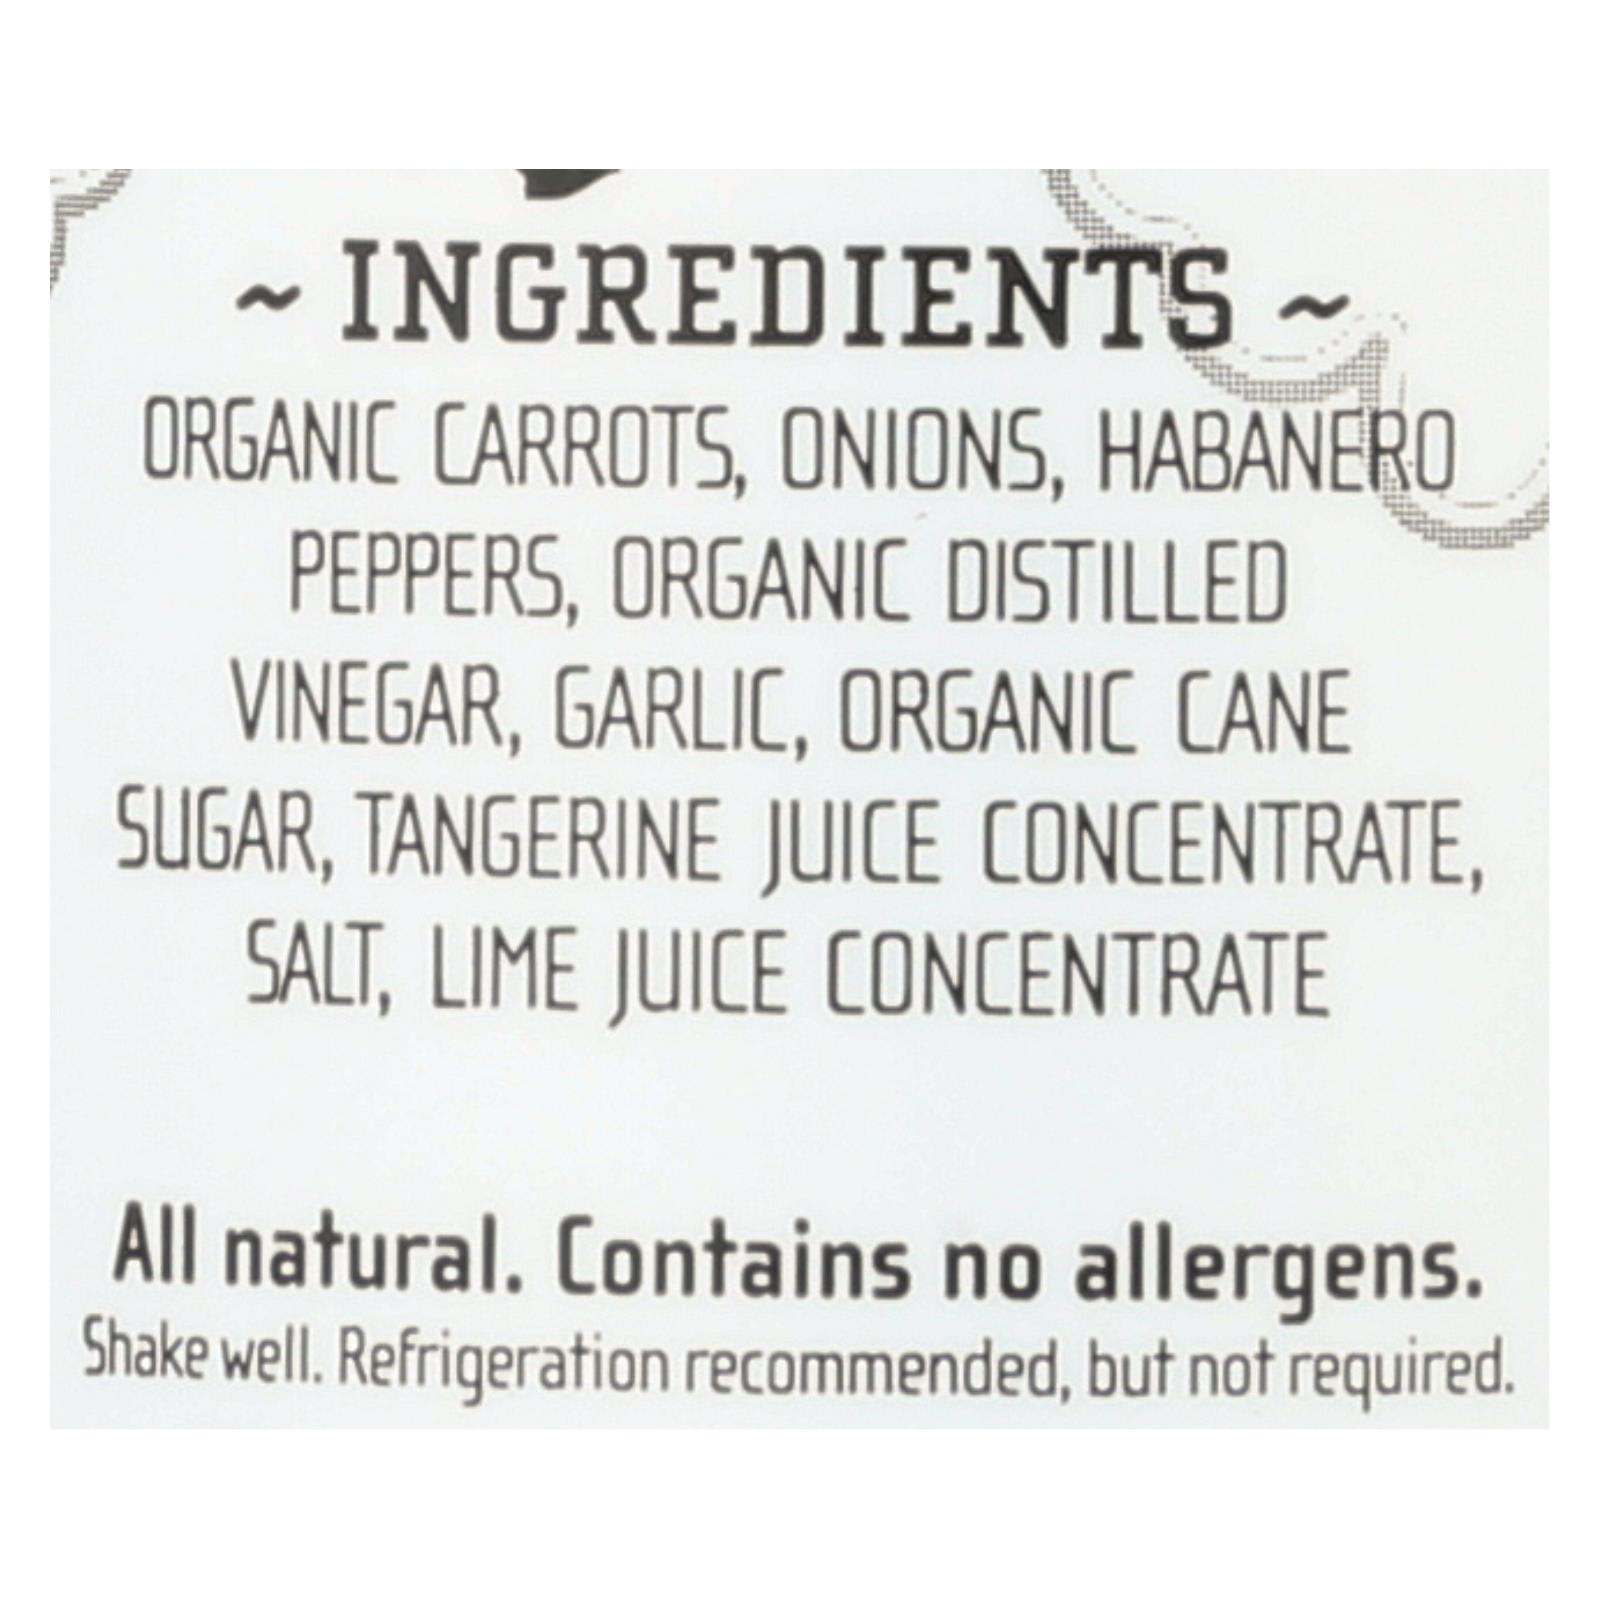 ~ INGREDIENTS ~
ORGANIC CARROTS, ONIONS, HABANERO
PEPPERS, ORGANIC DISTILLED
VINEGAR, GARLIC, ORGANIC CANE
SUGAR, TANGERINE JUICE CONCENTRATE,
SALT, LIME JUICE CONCENTRATE
All natural. Contains no allergens.
Shake well. Refrigeration recommended, but not required.